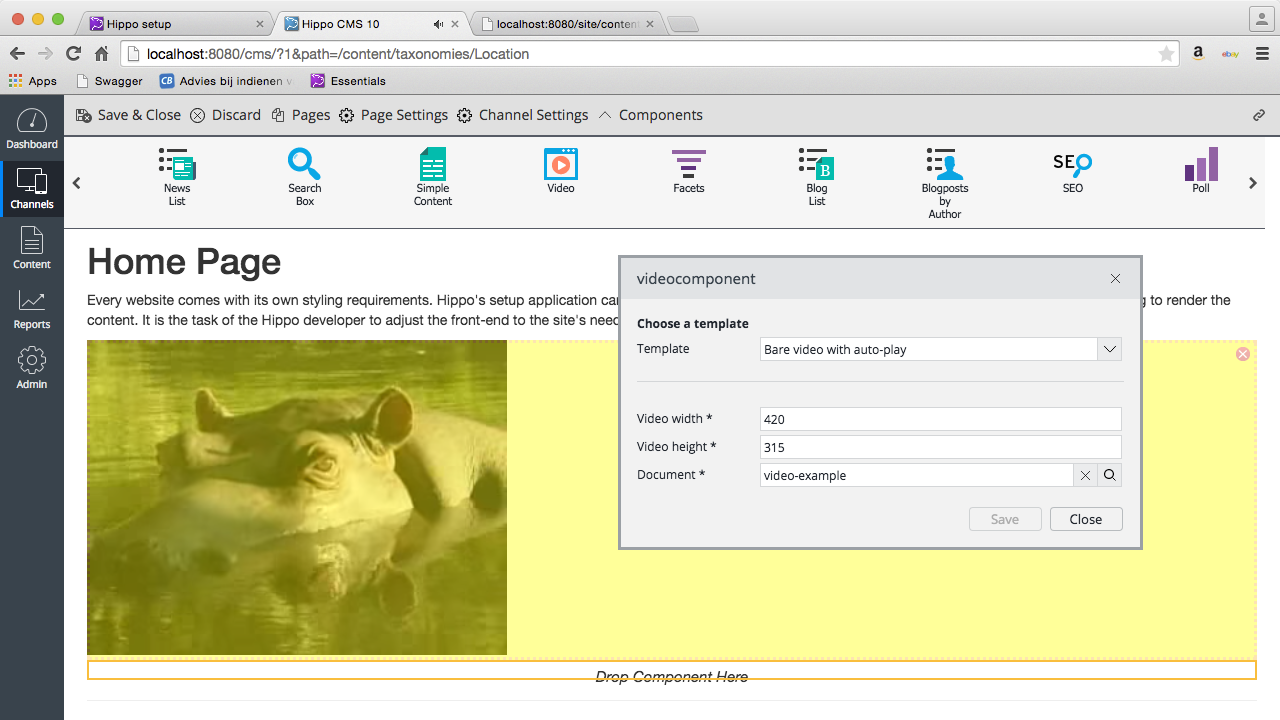 Hippo setup
Hippo CMS 10
localhost:8080/site/conten
localhost:8080/cms/?1&path=/content/taxonomies/Location
a
ebay
Apps
Swagger
CB
Advies bij indienen v
Essentials
Save & Close
Discard
Pages
Page Settings
Channel Settings
Components
Dashboard
Channels
Content
Reports
Admin
News
List
Search
Box
Simple
Content
Video
Facets
B
Blog
List
Blogposts
by
Author
SEO
SEO
Poll
Home Page
Every website comes with its own styling requirements. Hippo's setup application ca
g to render the
content. It is the task of the Hippo developer to adjust the front-end to the site's need
videocomponent
Choose a template
Template
Bare video with auto-play
Video width *
420
Video height *
315
Document *
video-example
Save
Close
Drop Component Here